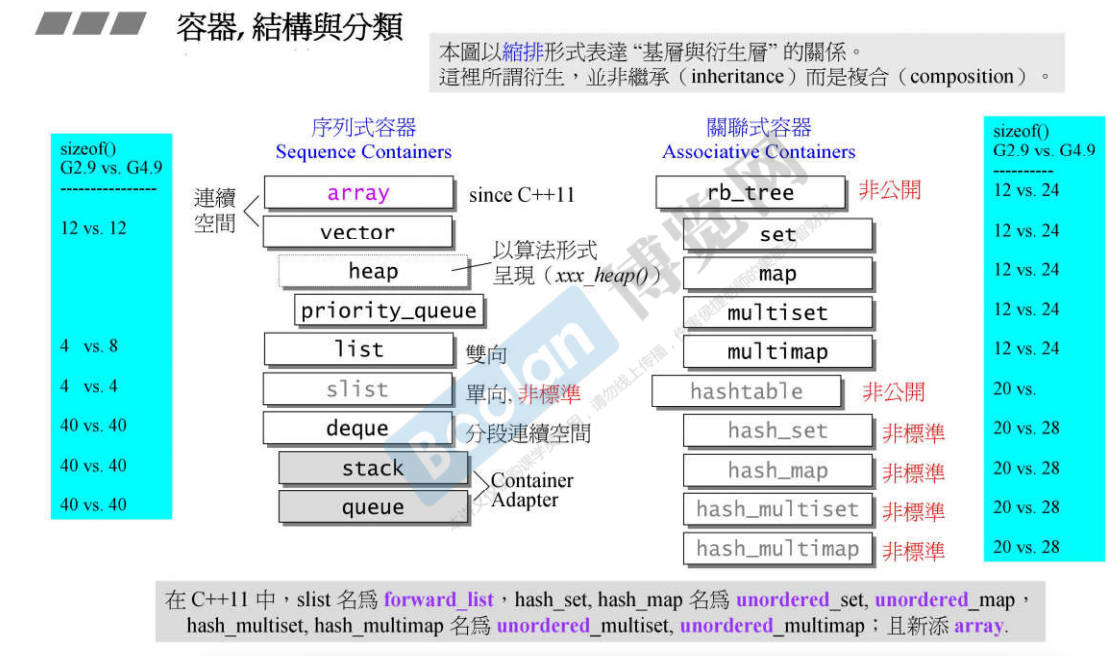 容器, 結構與分類
本圖以縮排形式表達 “基層與衍生層” 的關係。
這裡所謂衍生，並非繼承（inheritance）而是複合（composition）。
sizeof()
G2.9 vs. G4.9
----------------
12 vs. 12
4 vs. 8
4 vs. 4
40 vs. 40
40 vs. 40
40 vs. 40
序列式容器
Sequence Containers
連續
空間
array
since C++11
vector
heap
以算法形式
呈現（xxx_heap()）
priority_queue
list
雙向
slist
單向, 非標準
deque
分段連續空間
stack
queue
Container
Adapter
關聯式容器
Associative Containers
rb_tree
非公開
set
map
multiset
multimap
hashtable
非公開
hash_set
非標準
hash_map
非標準
hash_multiset
非標準
hash_multimap
非標準
sizeof()
G2.9 vs. G4.9
----------
12 vs. 24
12 vs. 24
12 vs. 24
12 vs. 24
12 vs. 24
20 vs.
20 vs. 28
20 vs. 28
20 vs. 28
20 vs. 28
Boolan
博览网
在 C++11 中，slist 名爲 forward_list，hash_set, hash_map 名爲 unordered_set, unordered_map，
hash_multiset, hash_multimap 名爲 unordered_multiset, unordered_multimap；且新添 array.